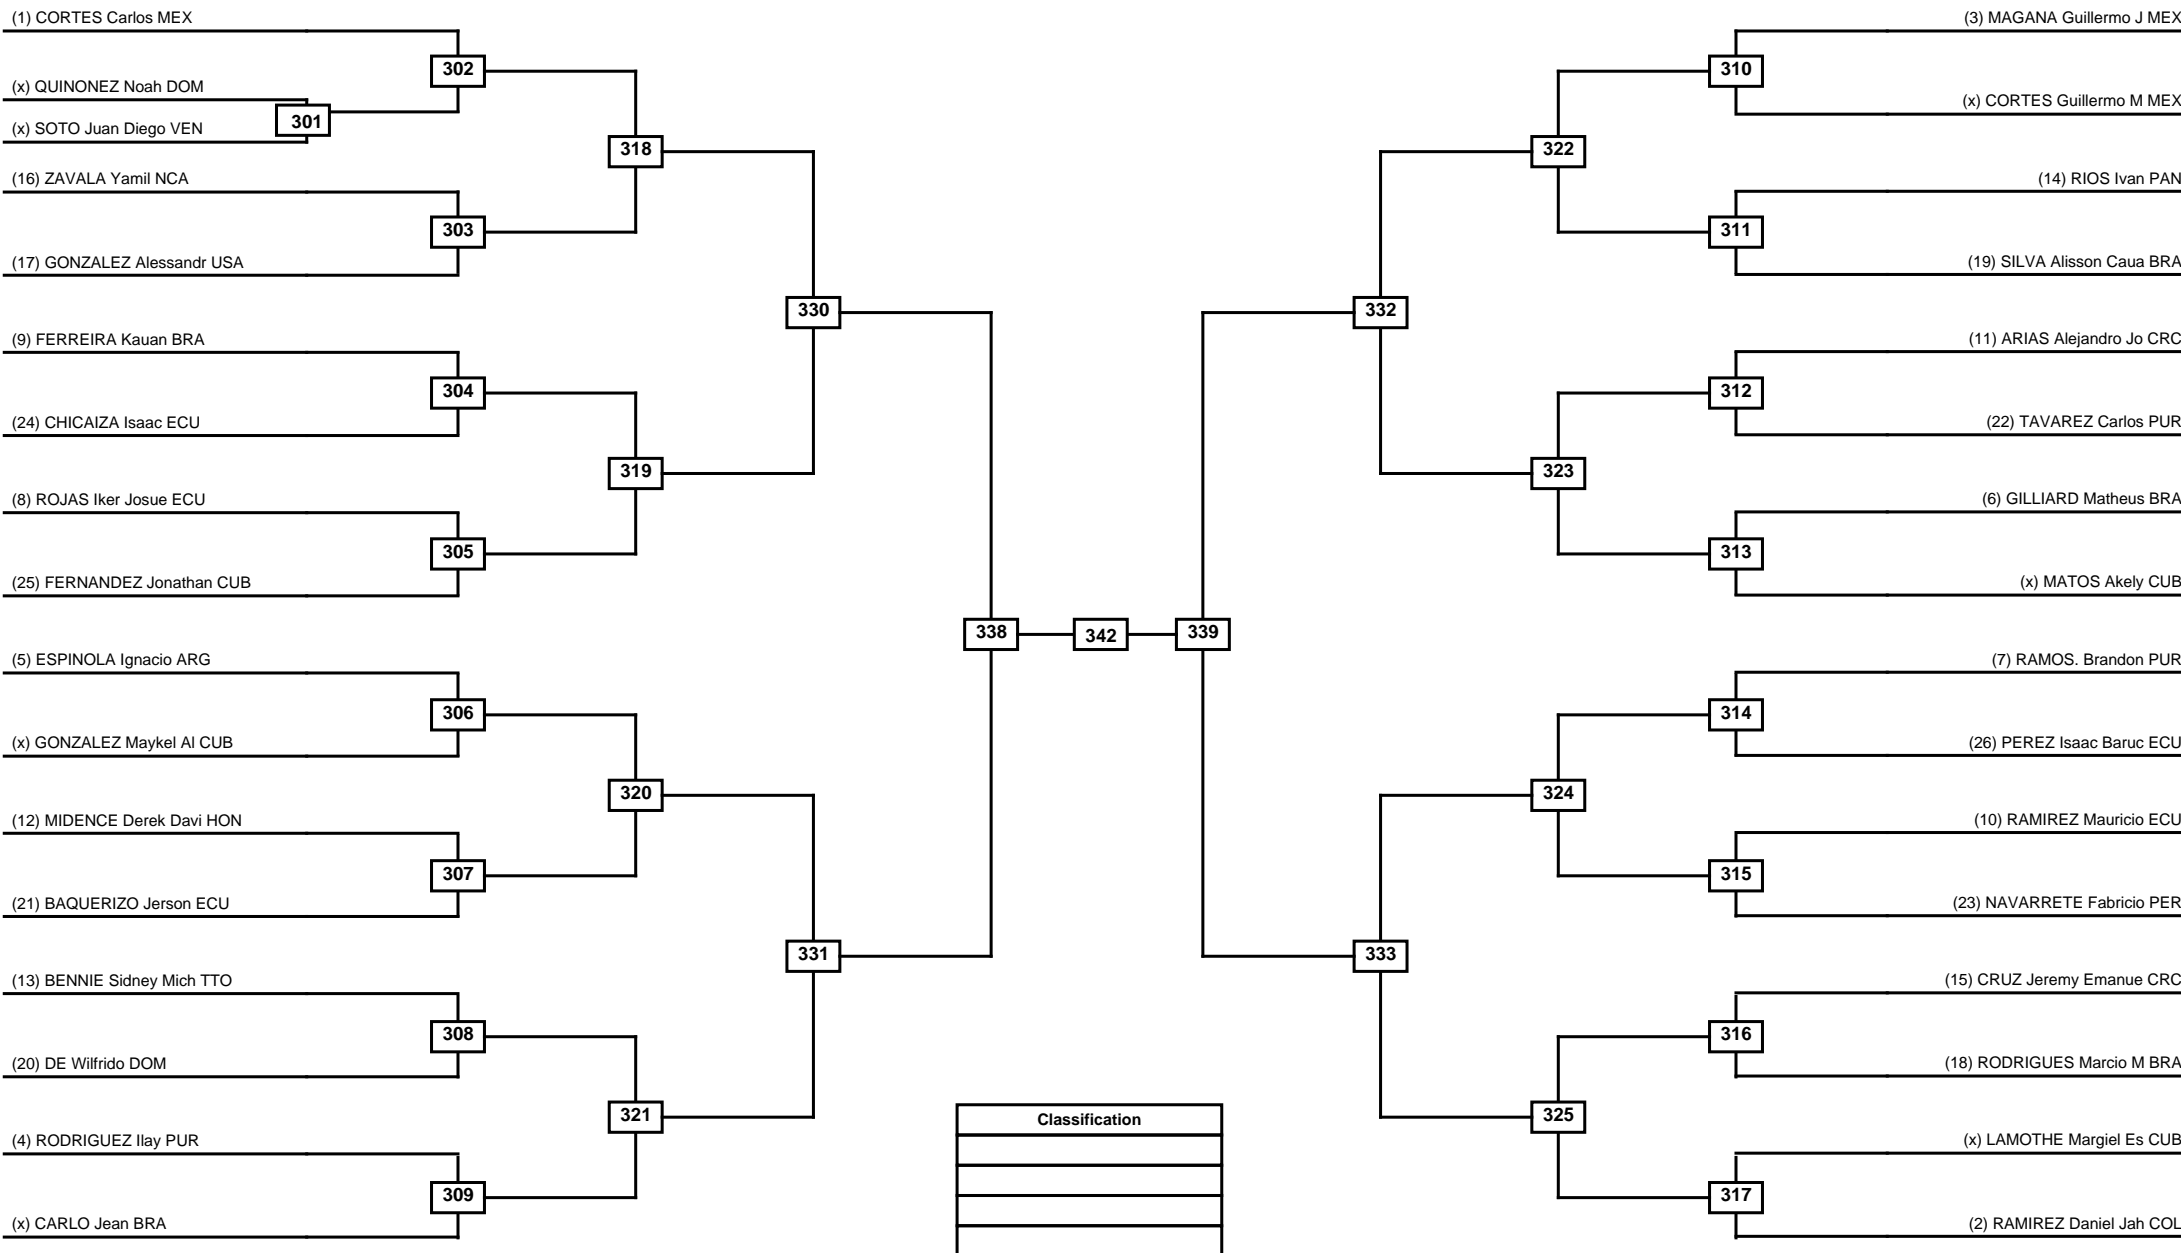 (1) CORTES Carlos MEX
302
(x) QUINONEZ Noah DOM
301
(x) SOTO Juan Diego VEN
318
(16) ZAVALA Yamil NCA
303
(17) GONZALEZ Alessandr USA
330
(9) FERREIRA Kauan BRA
304
(24) CHICAIZA Isaac ECU
319
(8) ROJAS Iker Josue ECU
305
(25) FERNANDEZ Jonathan CUB
338
(5) ESPINOLA Ignacio ARG
306
(x) GONZALEZ Maykel Al CUB
320
(12) MIDENCE Derek Davi HON
307
(21) BAQUERIZO Jerson ECU
331
(13) BENNIE Sidney Mich TTO
308
(20) DE Wilfrido DOM
321
(4) RODRIGUEZ Ilay PUR
309
(x) CARLO Jean BRA
342
(3) MAGANA Guillermo J MEX
310
(x) CORTES Guillermo M MEX
322
(14) RIOS Ivan PAN
311
(19) SILVA Alisson Caua BRA
332
(11) ARIAS Alejandro Jo CRC
312
(22) TAVAREZ Carlos PUR
323
(6) GILLIARD Matheus BRA
313
(x) MATOS Akely CUB
339
(7) RAMOS. Brandon PUR
314
(26) PEREZ Isaac Baruc ECU
324
(10) RAMIREZ Mauricio ECU
315
(23) NAVARRETE Fabricio PER
333
(15) CRUZ Jeremy Emanue CRC
316
(18) RODRIGUES Marcio M BRA
325
(x) LAMOTHE Margiel Es CUB
317
(2) RAMIREZ Daniel Jah COL
Classification